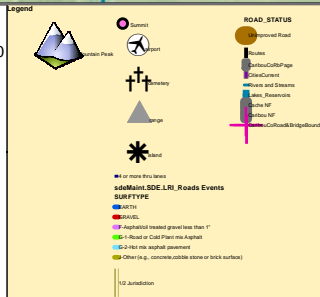 Legend
Summit
Airport
Mountain Peak
Cemetery
range
island
4 or more thru lanes
sdeMaint.SDE.LRI_Roads Events
SURFTYPE
EARTH
GRAVEL
F-Asphalt/oil treated gravel less than 1"
G-1-Road or Cold Plant mix Asphalt
G-2-Hot mix asphalt pavement
J-Other (e.g., concrete,cobble stone or brick surface)
1/2 Jurisdiction
ROAD_STATUS
Unimproved Road
Routes
CaribouCoRbPage
CitiesCurrent
Rivers and Streams
Lakes_Reservoirs
Cache NF
Caribou NF
CaribouCoRoad&BridgeBound